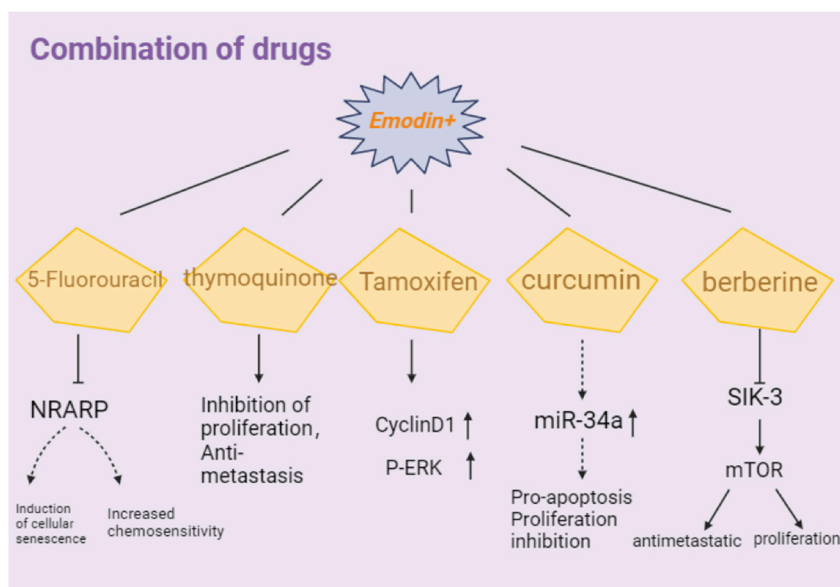 Combination of drugs
Emodin+
5-Fluorouracil
thymoquinone
Tamoxifen
curcumin
berberine
NRARP
Induction
of cellular
senescence
Increased
chemosensitivity
Inhibition of
proliferation,
Anti-
metastasis
CyclinD1
P-ERK
miR-34a
Pro-apoptosis
Proliferation
inhibition
SIK-3
mTOR
antimetastatic
proliferation